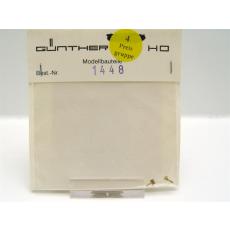 GÜNTHER HO
4
Preis
gruppe
Modellbauteile
Best.-Nr.
1448